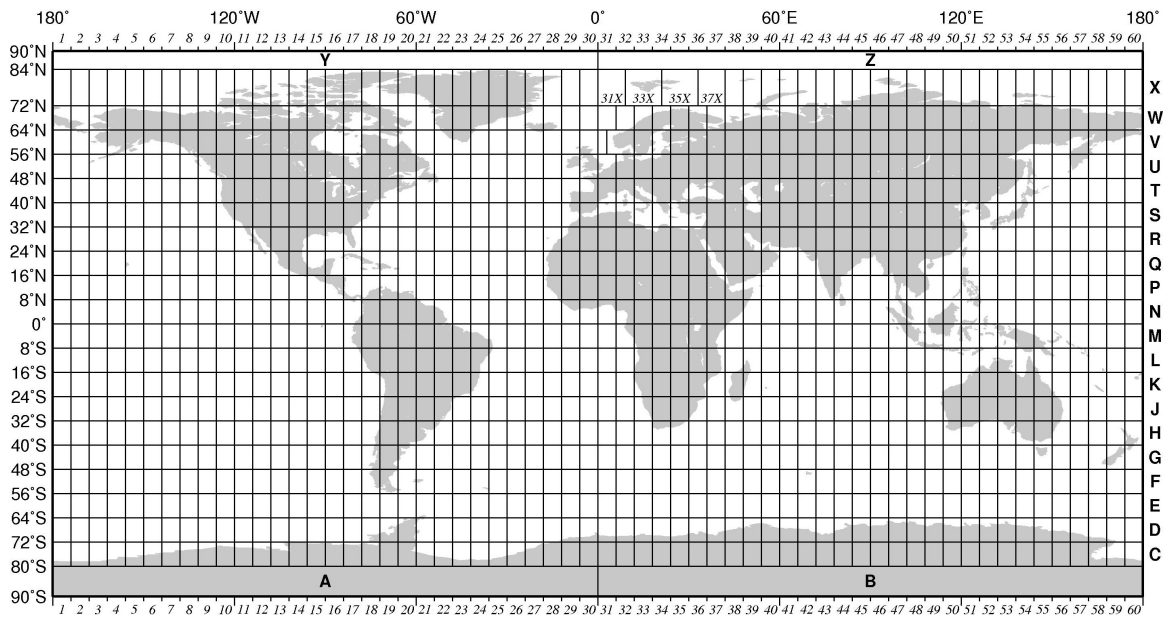 180˚ 120˚W 60˚W 0˚ 60˚E 120˚E 180˚
1 2 3 4 5 6 7 8 9 10 11 12 13 14 15 16 17 18 19 20 21 22 23 24 25 26 27 28 29 30 31 32 33 34 35 36 37 38 39 40 41 42 43 44 45 46 47 48 49 50 51 52 53 54 55 56 57 58 59 60
90˚N
Y Z
84˚N
X
31X 33X 35X 37X
72˚N
W
64˚N
V
56˚N
U
48˚N
T
40˚N
S
32˚N
R
24˚N
Q
16˚N
P
8˚N
N
0˚
M
8˚S
L
16˚S
K
24˚S
J
32˚S
H
40˚S
G
48˚S
F
56˚S
E
64˚S
D
72˚S
C
80˚S
A B
90˚S
1 2 3 4 5 6 7 8 9 10 11 12 13 14 15 16 17 18 19 20 21 22 23 24 25 26 27 28 29 30 31 32 33 34 35 36 37 38 39 40 41 42 43 44 45 46 47 48 49 50 51 52 53 54 55 56 57 58 59 60